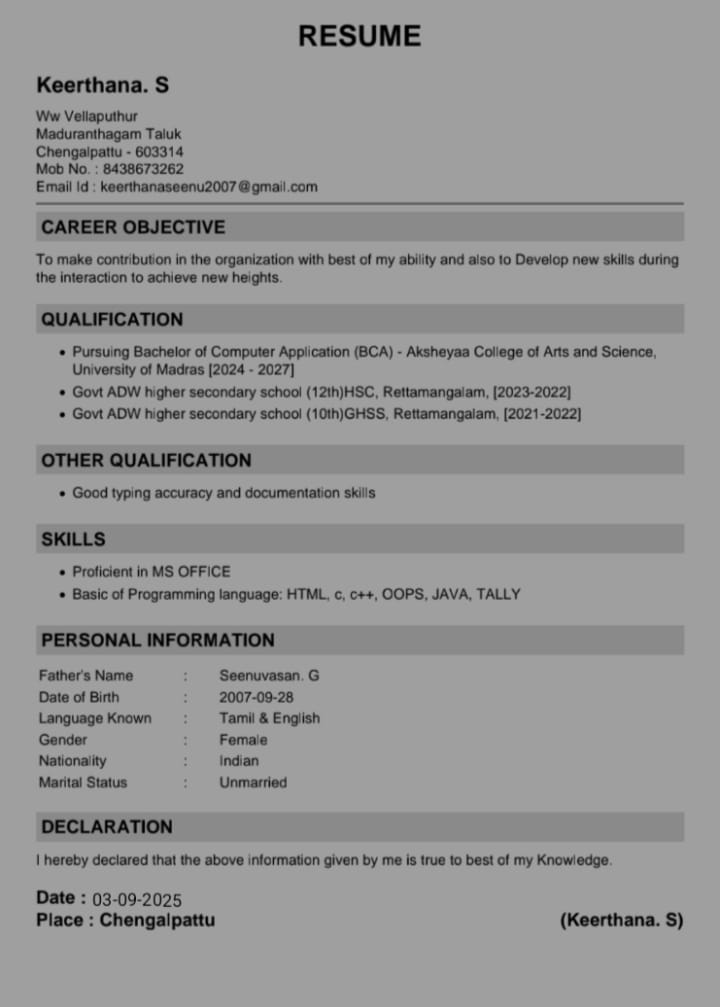 RESUME
Keerthana. S
Ww Vellaputhur
Maduranthagam Taluk
Chengalpattu - 603314
Mob No. : 8438673262
Email Id : keerthanaseenu2007@gmail.com
CAREER OBJECTIVE
To make contribution in the organization with best of my ability and also to Develop new skills during
the interaction to achieve new heights.
QUALIFICATION
• Pursuing Bachelor of Computer Application (BCA) - Aksheyaa College of Arts and Science,
University of Madras [2024 - 2027]
• Govt ADW higher secondary school (12th)HSC, Rettamangalam, [2023-2022]
• Govt ADW higher secondary school (10th)GHSS, Rettamangalam, [2021-2022]
OTHER QUALIFICATION
• Good typing accuracy and documentation skills
SKILLS
• Proficient in MS OFFICE
• Basic of Programming language: HTML, c, c++, OOPS, JAVA, TALLY
PERSONAL INFORMATION
Father's Name : Seenuvasan. G
Date of Birth : 2007-09-28
Language Known : Tamil & English
Gender : Female
Nationality : Indian
Marital Status : Unmarried
DECLARATION
I hereby declared that the above information given by me is true to best of my Knowledge.
Date : 03-09-2025
Place : Chengalpattu (Keerthana. S)